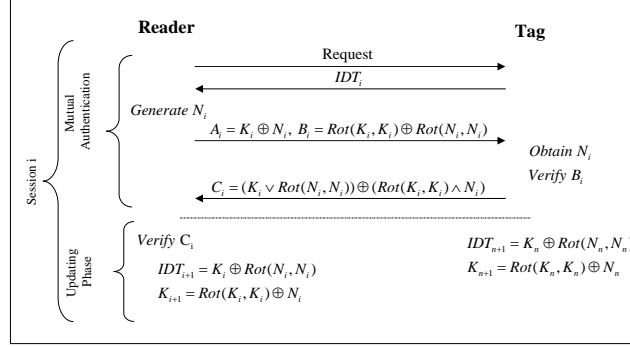 Reader
Tag
Request
IDT_i
Generate N_i
A_i = K_i ⊕ N_i, B_i = Rot(K_i, K_i) ⊕ Rot(N_i, N_i)
Obtain N_i
Verify B_i
C_i = (K_i ∨ Rot(N_i, N_i)) ⊕ (Rot(K_i, K_i) ∧ N_i)
Session i
Mutual
Authentication
Updating
Phase
Verify C_i
IDT_{i+1} = K_i ⊕ Rot(N_i, N_i)
K_{i+1} = Rot(K_i, K_i) ⊕ N_i
IDT_{n+1} = K_n ⊕ Rot(N_n, N_n
K_{n+1} = Rot(K_n, K_n) ⊕ N_n